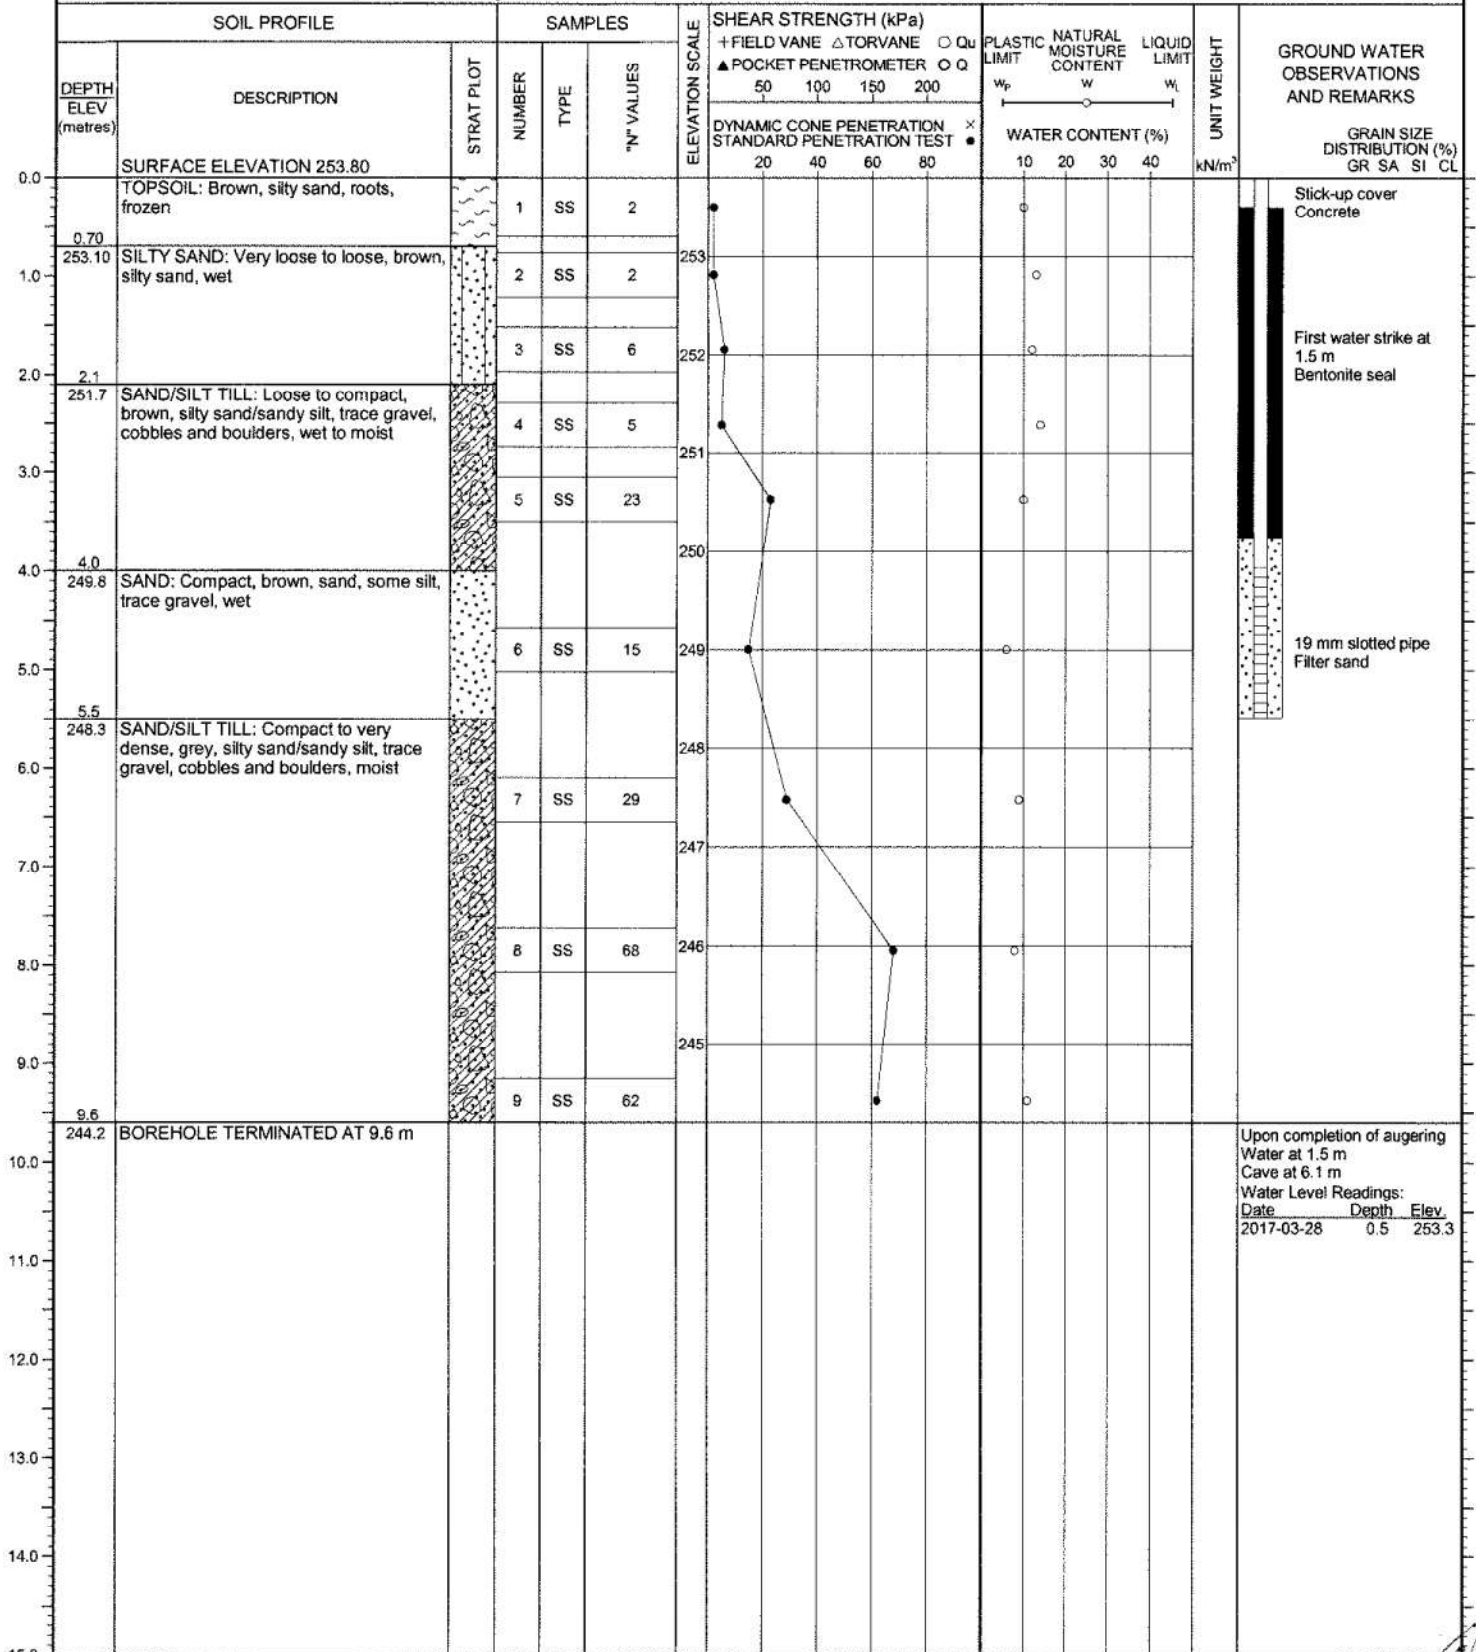 SOIL PROFILE
SAMPLES
ELEVATION SCALE
SHEAR STRENGTH (kPa)
+FIELD VANE △TORVANE ○ Qu
▲POCKET PENETROMETER ○ Q
50 100 150 200
DYNAMIC CONE PENETRATION ×
STANDARD PENETRATION TEST ●
20 40 60 80
PLASTIC LIMIT
NATURAL MOISTURE CONTENT
LIQUID LIMIT
WP W WL
WATER CONTENT (%)
10 20 30 40
UNIT WEIGHT
kN/m³
GROUND WATER
OBSERVATIONS
AND REMARKS
GRAIN SIZE
DISTRIBUTION (%)
GR SA SI CL
DEPTH
ELEV
(metres)
DESCRIPTION
STRAT PLOT
NUMBER
TYPE
"N" VALUES
SURFACE ELEVATION 253.80
0.0
TOPSOIL: Brown, silty sand, roots,
frozen
1 SS 2
Stick-up cover
Concrete
0.70
253.10
SILTY SAND: Very loose to loose, brown,
silty sand, wet
253
1.0
2 SS 2
3 SS 6
252
First water strike at
1.5 m
Bentonite seal
2.0
2.1
251.7
SAND/SILT TILL: Loose to compact,
brown, silty sand/sandy silt, trace gravel,
cobbles and boulders, wet to moist
4 SS 5
251
3.0
5 SS 23
250
4.0
4.0
249.8
SAND: Compact, brown, sand, some silt,
trace gravel, wet
6 SS 15
249
19 mm slotted pipe
Filter sand
5.0
5.5
248.3
SAND/SILT TILL: Compact to very
dense, grey, silty sand/sandy silt, trace
gravel, cobbles and boulders, moist
248
6.0
7 SS 29
247
7.0
8 SS 68
246
8.0
245
9.0
9 SS 62
9.6
244.2
BOREHOLE TERMINATED AT 9.6 m
Upon completion of augering
Water at 1.5 m
Cave at 6.1 m
Water Level Readings:
Date Depth Elev.
2017-03-28 0.5 253.3
10.0
11.0
12.0
13.0
14.0